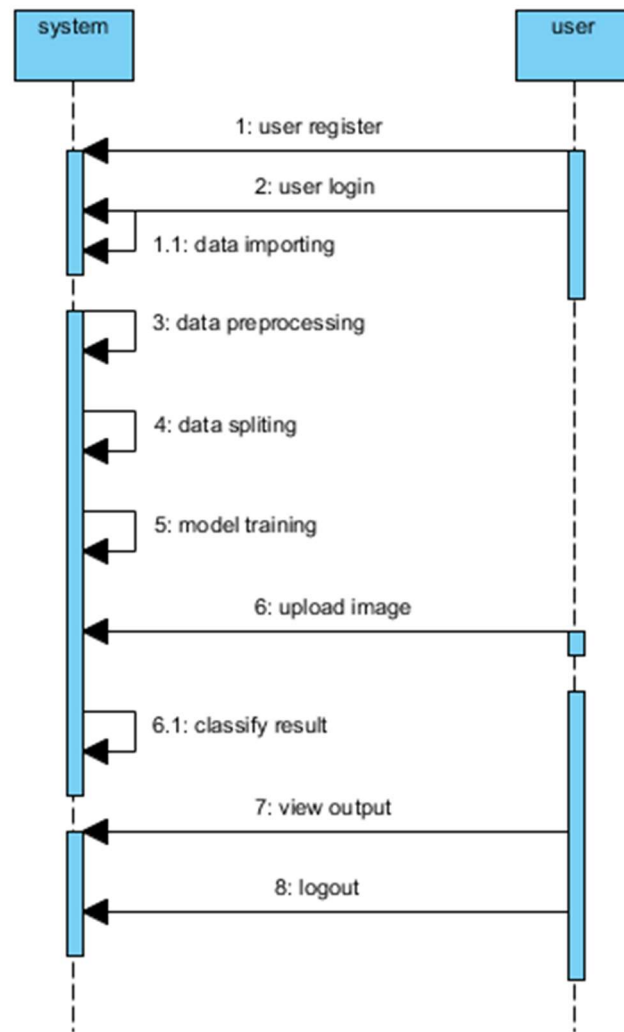 system
user
1: user register
2: user login
1.1: data importing
3: data preprocessing
4: data spliting
5: model training
6: upload image
6.1: classify result
7: view output
8: logout